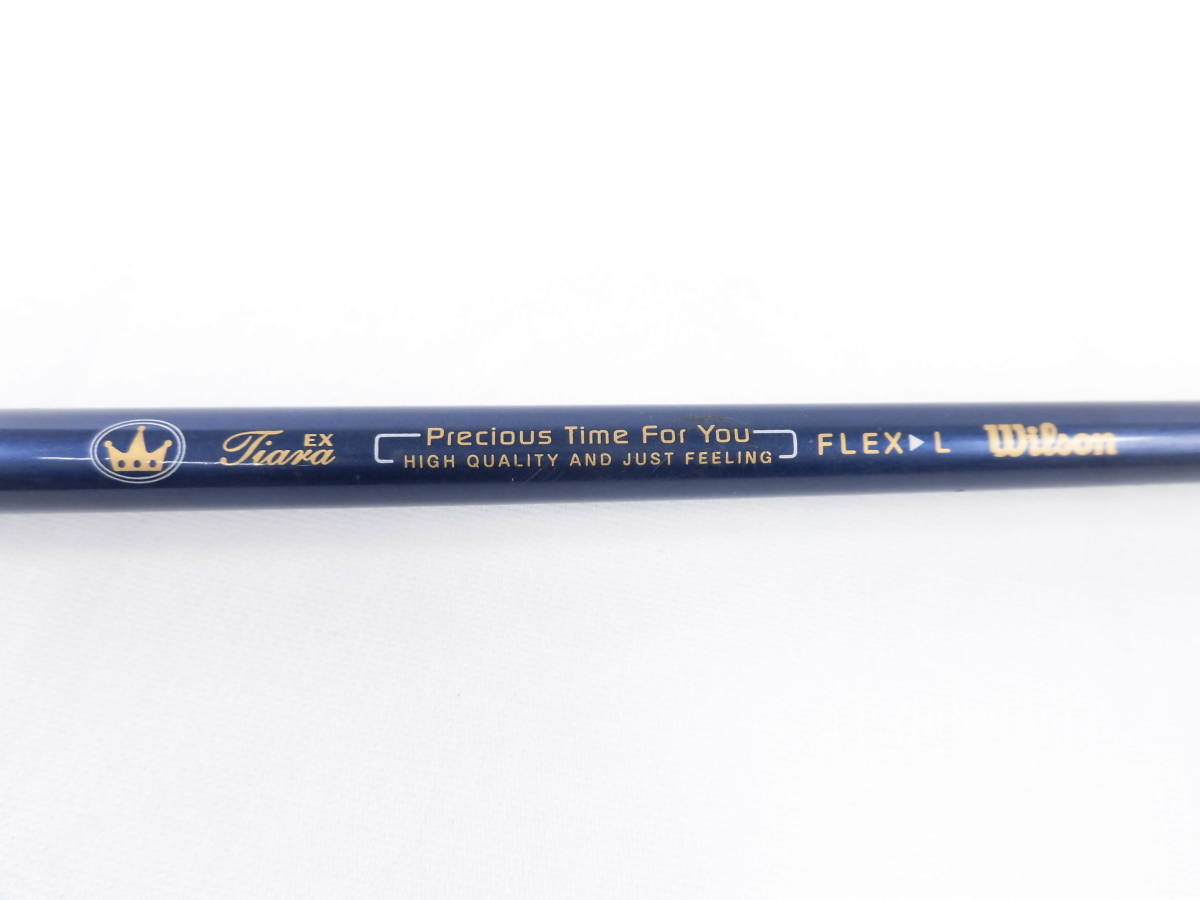 Tiara EX
Precious Time For You
HIGH QUALITY AND JUST FEELING
FLEX▶L
Wilson